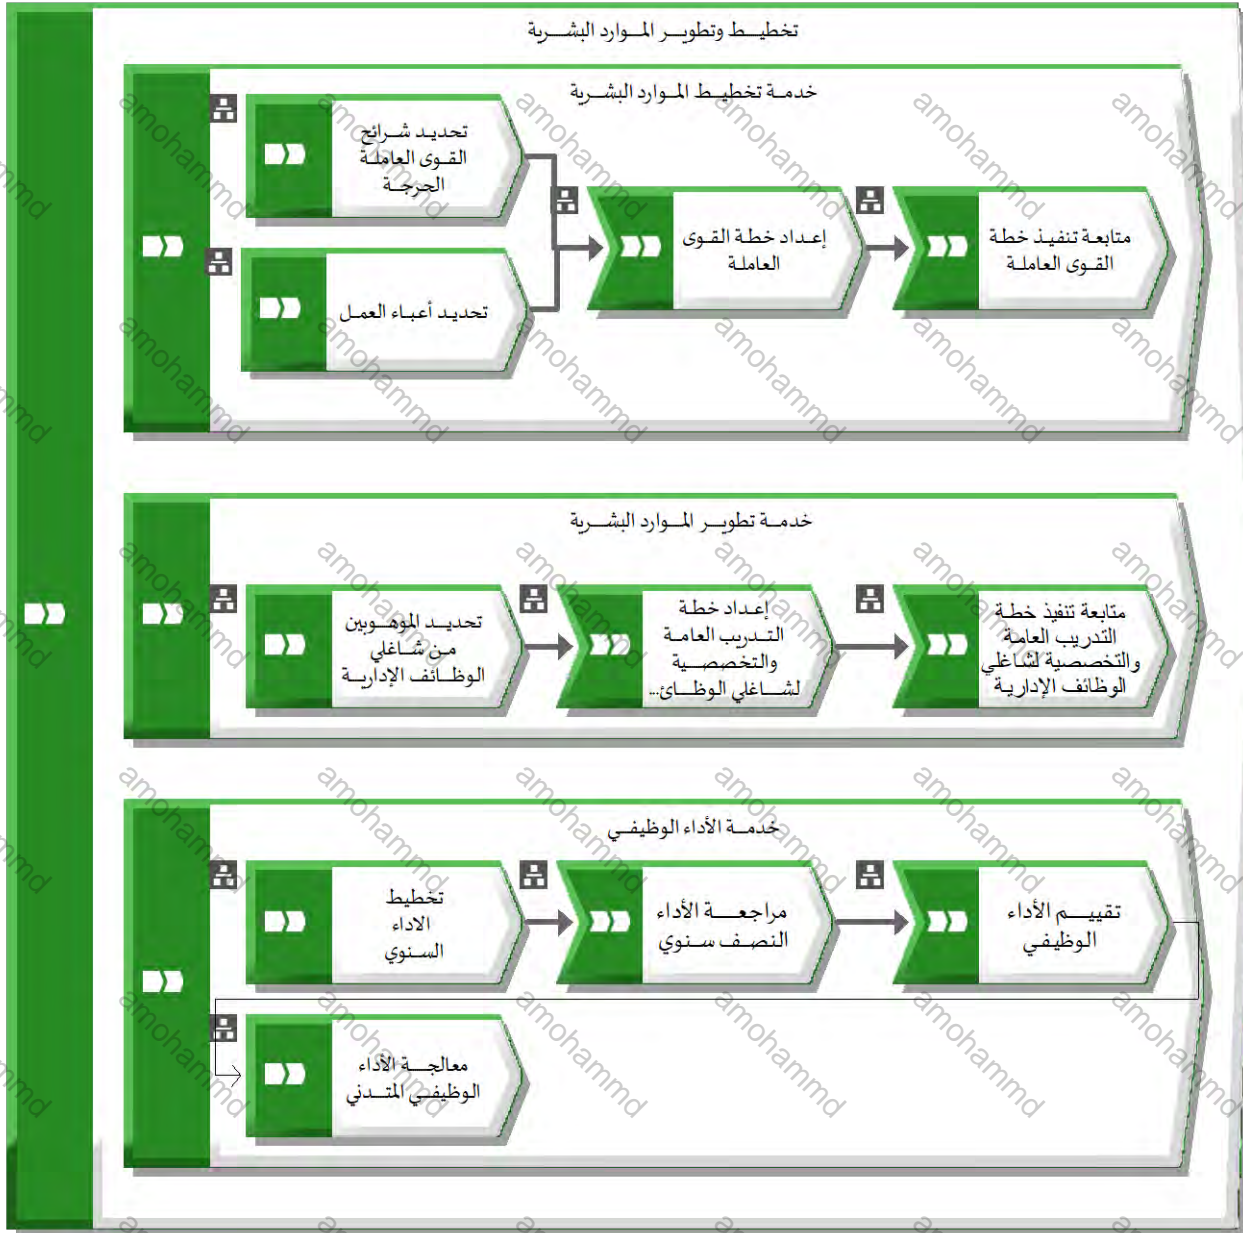 تخطيط وتطوير الموارد البشرية
خدمة تخطيط الموارد البشرية
تحديد شرائح
القوى العاملة
الحرجة
تحديد أعباء العمل
إعداد خطة القوى
العاملة
متابعة تنفيذ خطة
القوى العاملة
خدمة تطوير الموارد البشرية
تحديد الموهوبين
من شاغلي
الوظائف الإدارية
إعداد خطة
التدريب العامة
والتخصصية
لشاغلي الوظائ...
متابعة تنفيذ خطة
التدريب العامة
والتخصصية لشاغلي
الوظائف الإدارية
خدمة الأداء الوظيفي
تخطيط
الاداء
السنوي
مراجعة الأداء
النصف سنوي
تقييم الأداء
الوظيفي
معالجة الأداء
الوظيفي المتدني
amohammd